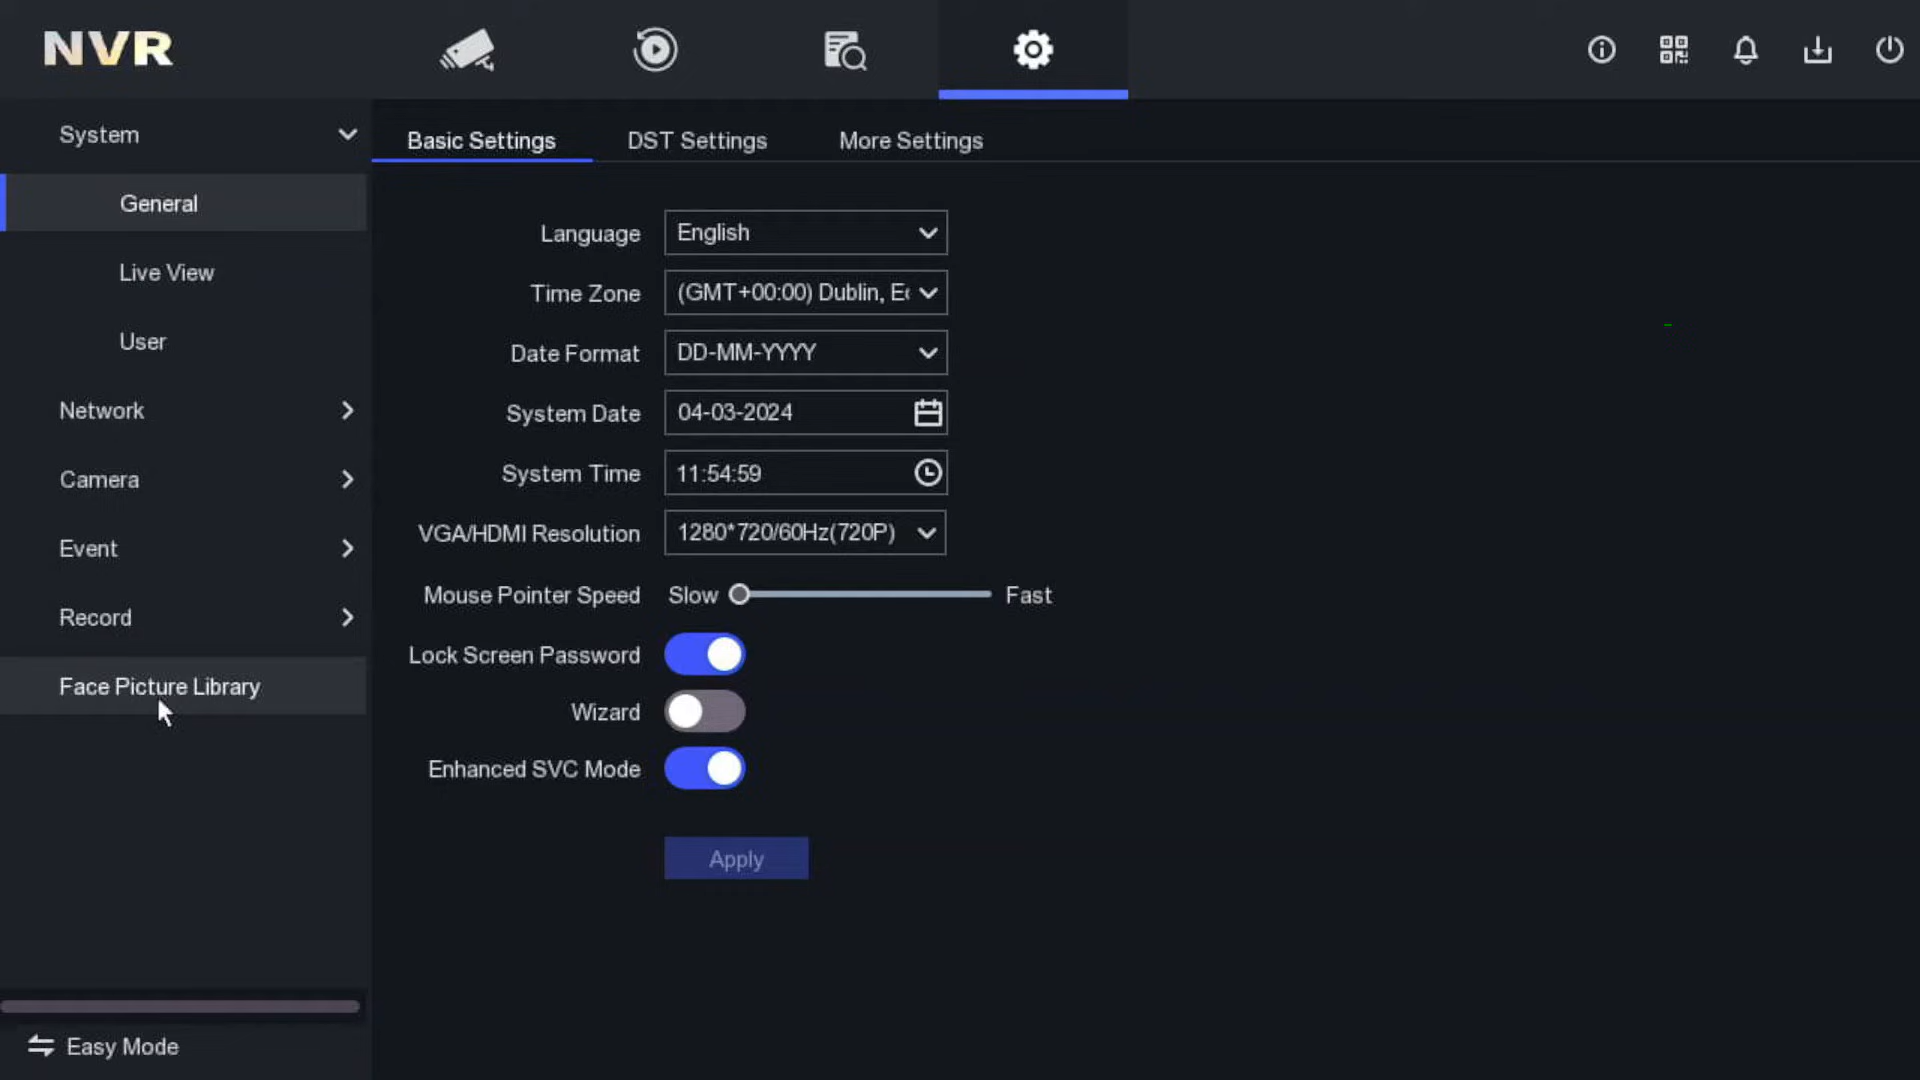 NVR
System
General
Live View
User
Network
Camera
Event
Record
Face Picture Library
Easy Mode
Basic Settings
DST Settings
More Settings
Language
English
Time Zone
(GMT+00:00) Dublin, Ec
Date Format
DD-MM-YYYY
System Date
04-03-2024
System Time
11:54:59
VGA/HDMI Resolution
1280*720/60Hz(720P)
Mouse Pointer Speed
Slow
Fast
Lock Screen Password
Wizard
Enhanced SVC Mode
Apply